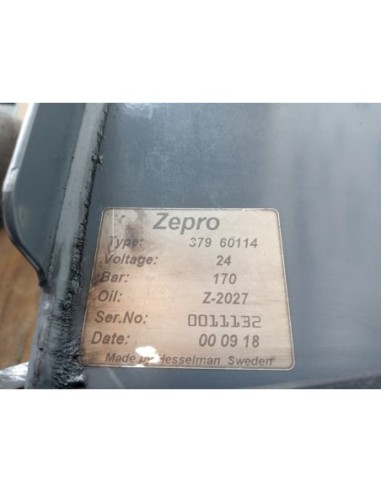 Zepro
Type: 379 60114
Voltage: 24
Bar: 170
Oil: Z-2027
Ser.No: 0011132
Date: 00 09 18
Made in Hesselman Sweden